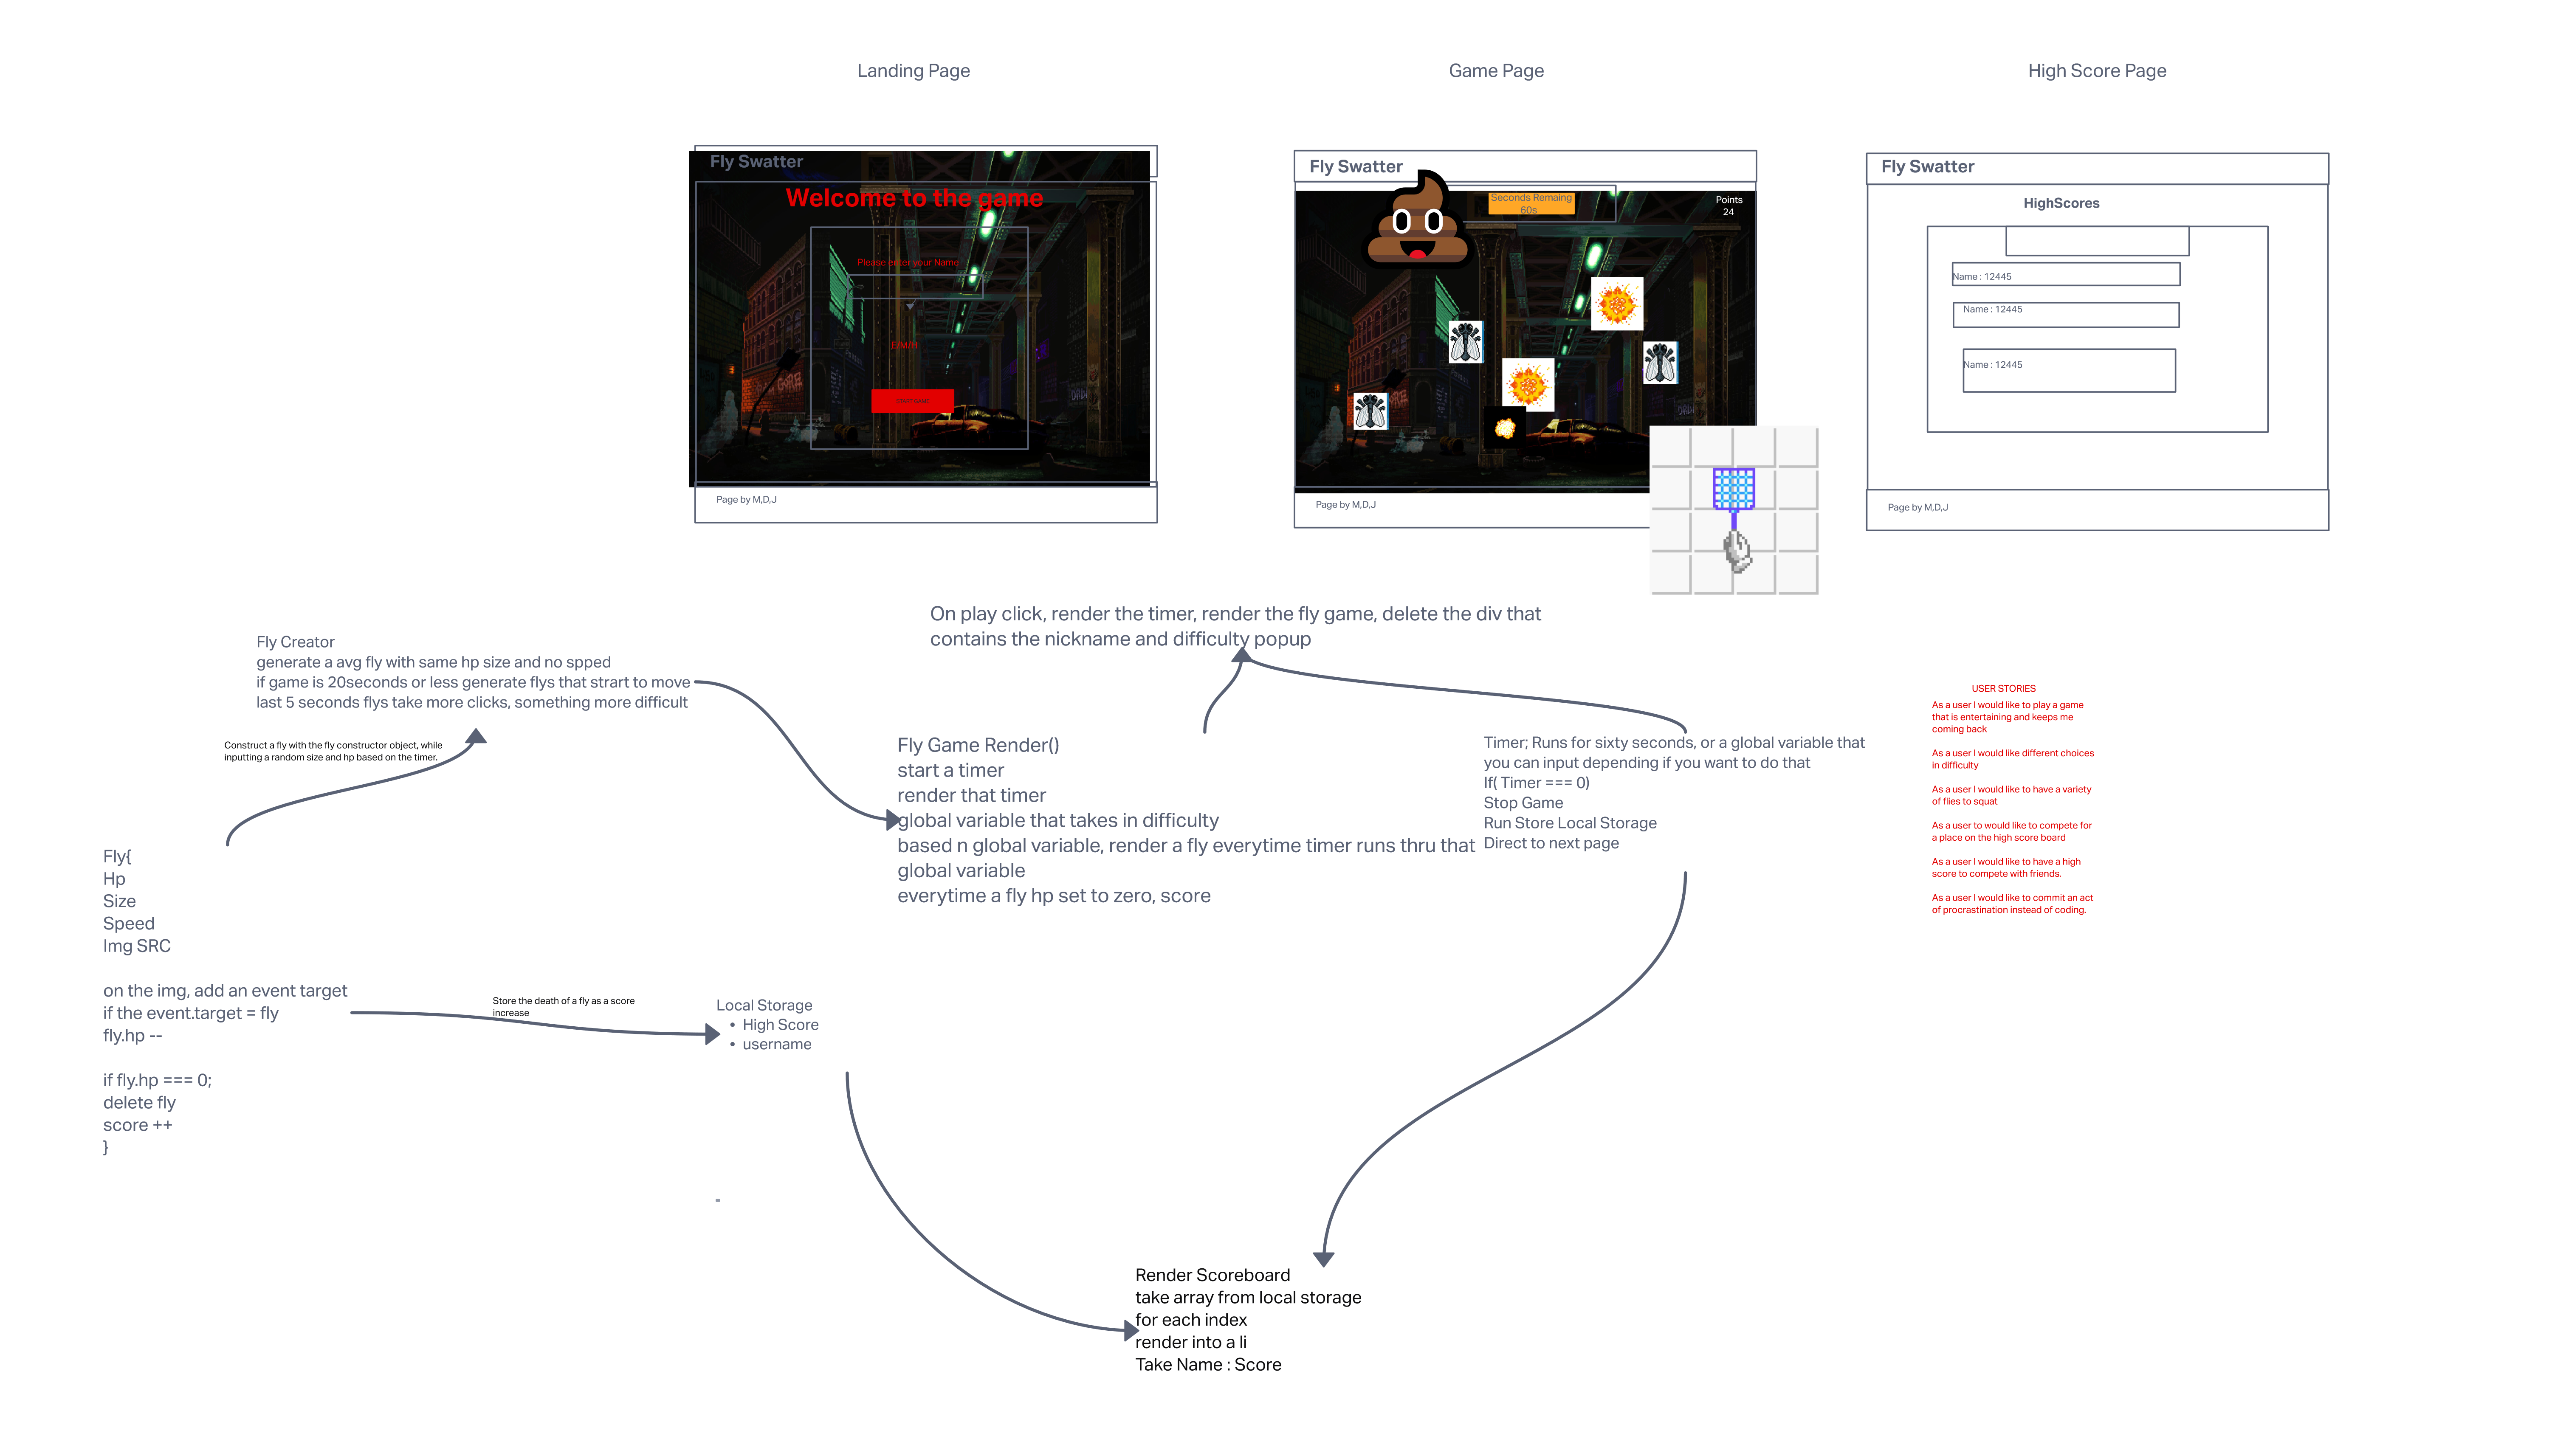 Landing Page
Game Page
High Score Page
Fly Swatter
Welcome to the game
Please enter your Name
E/M/H
START GAME
Page by M,D,J
Fly Swatter
Seconds Remaing
60s
Points
24
Page by M,D,J
Fly Swatter
HighScores
Name : 12445
Name : 12445
Name : 12445
Page by M,D,J
On play click, render the timer, render the fly game, delete the div that
contains the nickname and difficulty popup
Fly Creator
generate a avg fly with same hp size and no spped
if game is 20seconds or less generate flys that strart to move
last 5 seconds flys take more clicks, something more difficult
Construct a fly with the fly constructor object, while
inputting a random size and hp based on the timer.
Fly Game Render()
start a timer
render that timer
global variable that takes in difficulty
based n global variable, render a fly everytime timer runs thru that
global variable
everytime a fly hp set to zero, score
Timer; Runs for sixty seconds, or a global variable that
you can input depending if you want to do that
If( Timer === 0)
Stop Game
Run Store Local Storage
Direct to next page
USER STORIES
As a user I would like to play a game
that is entertaining and keeps me
coming back
As a user I would like different choices
in difficulty
As a user I would like to have a variety
of flies to squat
As a user to would like to compete for
a place on the high score board
As a user I would like to have a high
score to compete with friends.
As a user I would like to commit an act
of procrastination instead of coding.
Fly{
Hp
Size
Speed
Img SRC
on the img, add an event target
if the event.target = fly
fly.hp --
if fly.hp === 0;
delete fly
score ++
}
Store the death of a fly as a score
increase
Local Storage
• High Score
• username
Render Scoreboard
take array from local storage
for each index
render into a li
Take Name : Score